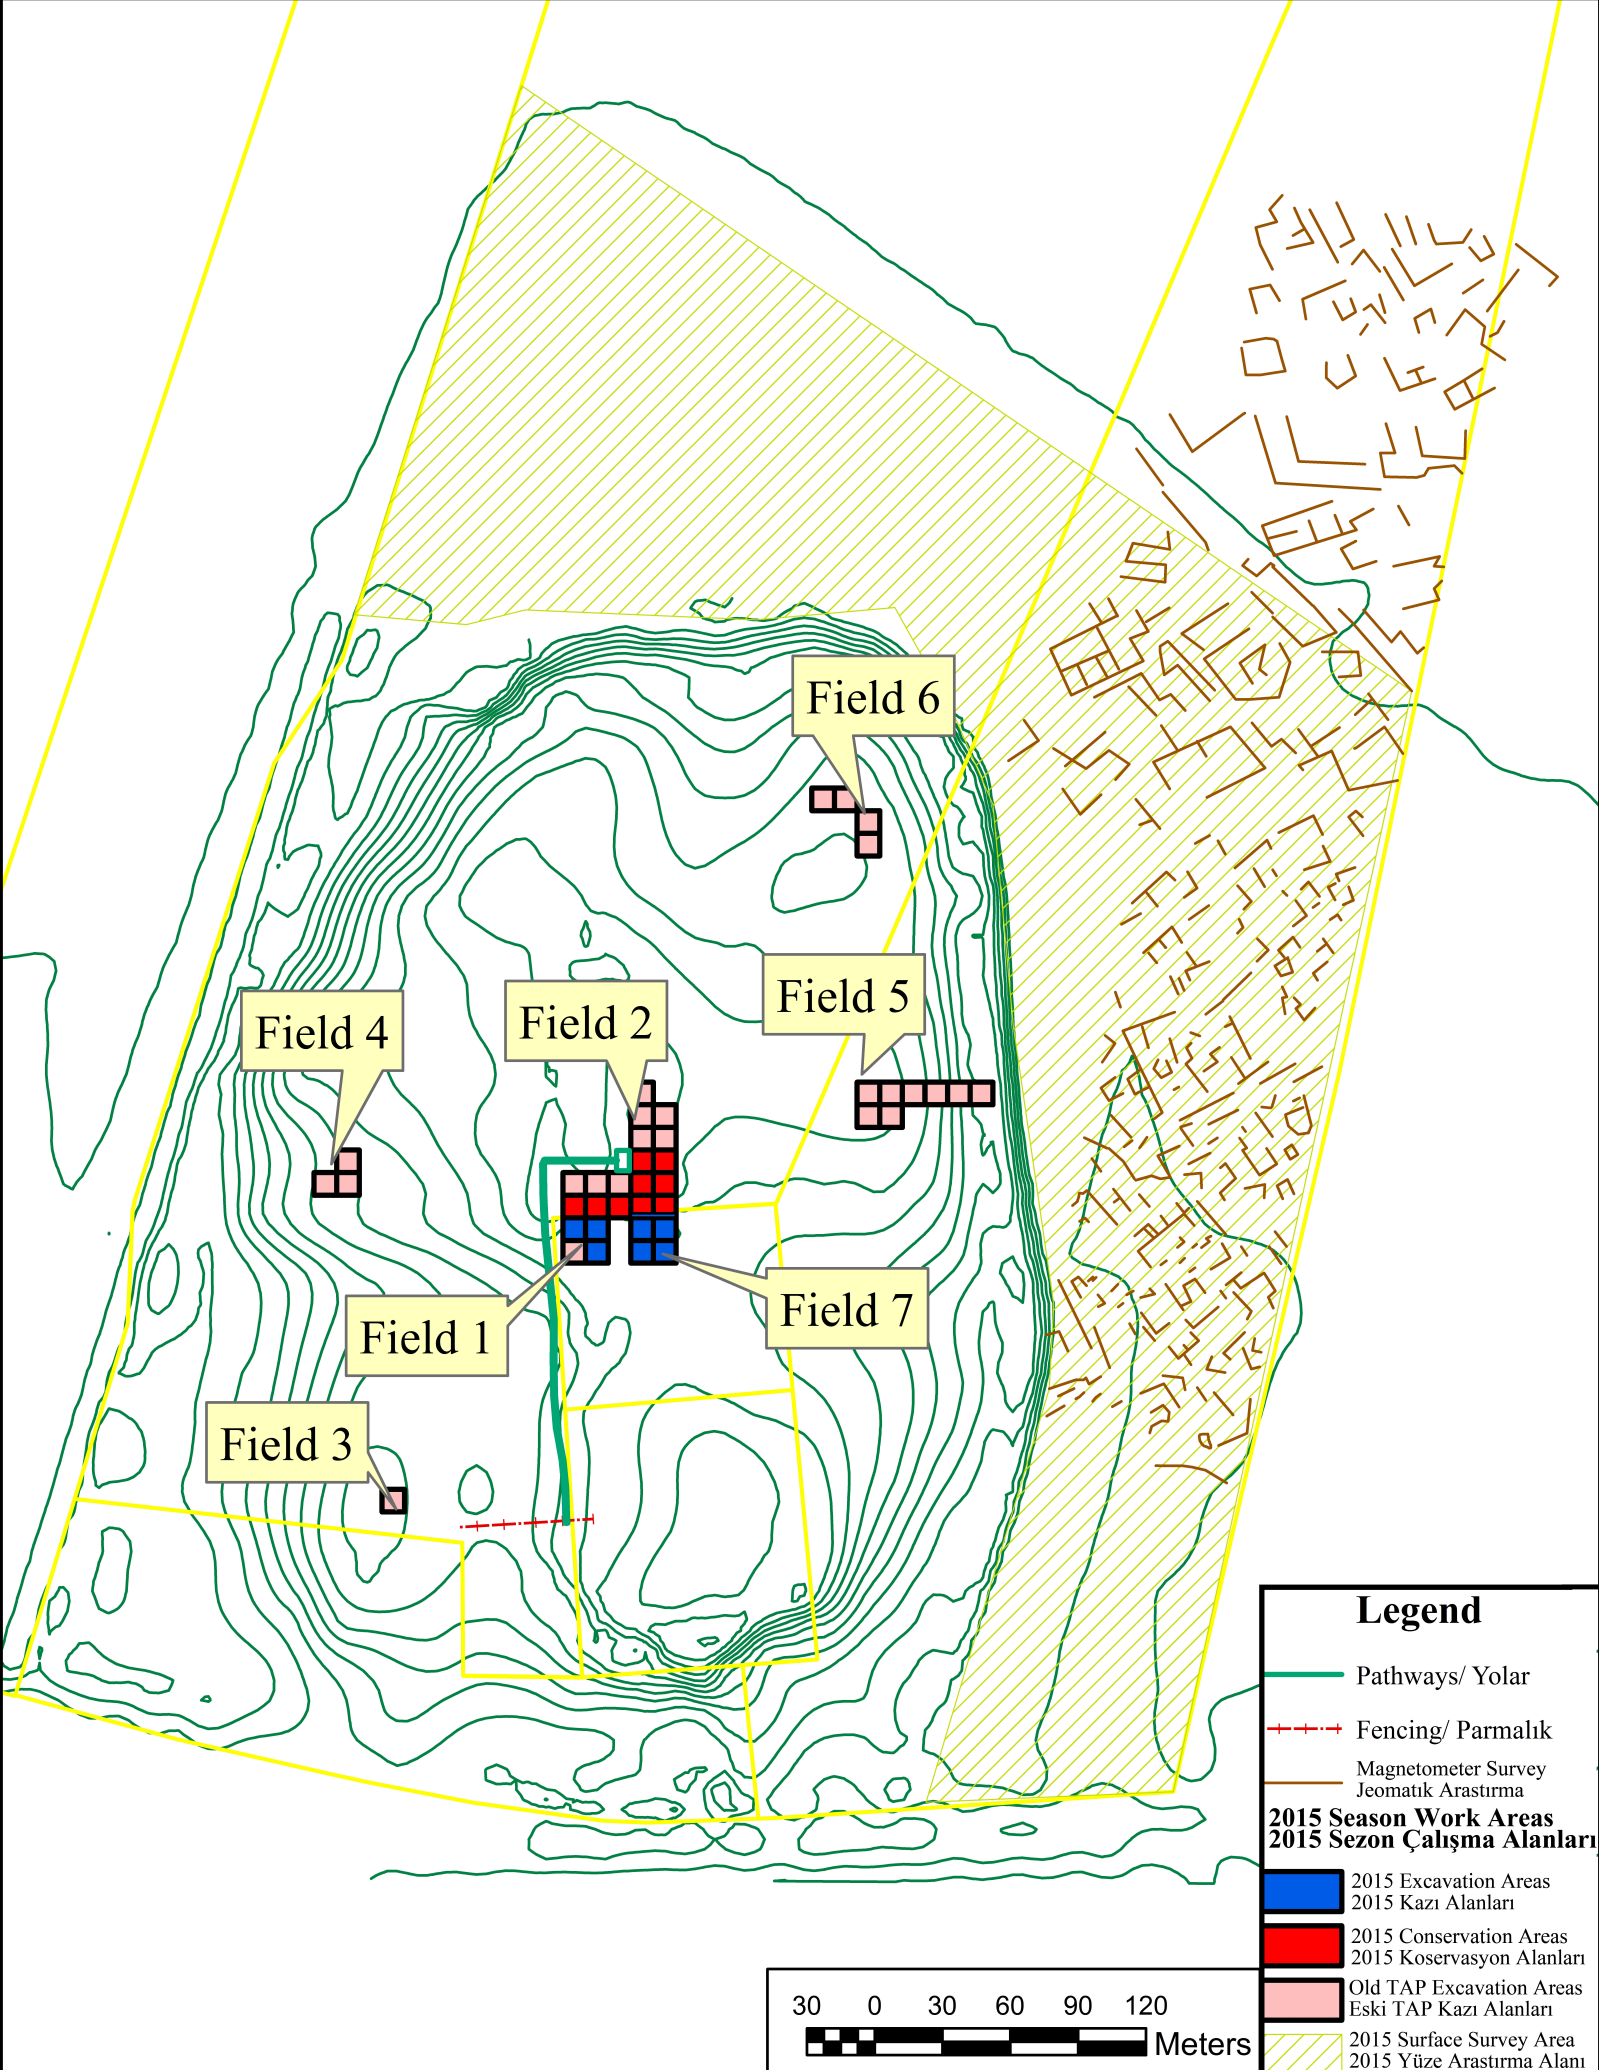 Field 6
Field 5
Field 2
Field 4
Field 7
Field 1
Field 3
Legend
Pathways/ Yolar
Fencing/ Parmalık
Magnetometer Survey
Jeomatık Arastırma
2015 Season Work Areas
2015 Sezon Çalışma Alanları
2015 Excavation Areas
2015 Kazı Alanları
2015 Conservation Areas
2015 Koservasyon Alanları
Old TAP Excavation Areas
Eski TAP Kazı Alanları
2015 Surface Survey Area
2015 Yüze Arastırma Alanı
30 0 30 60 90 120
Meters